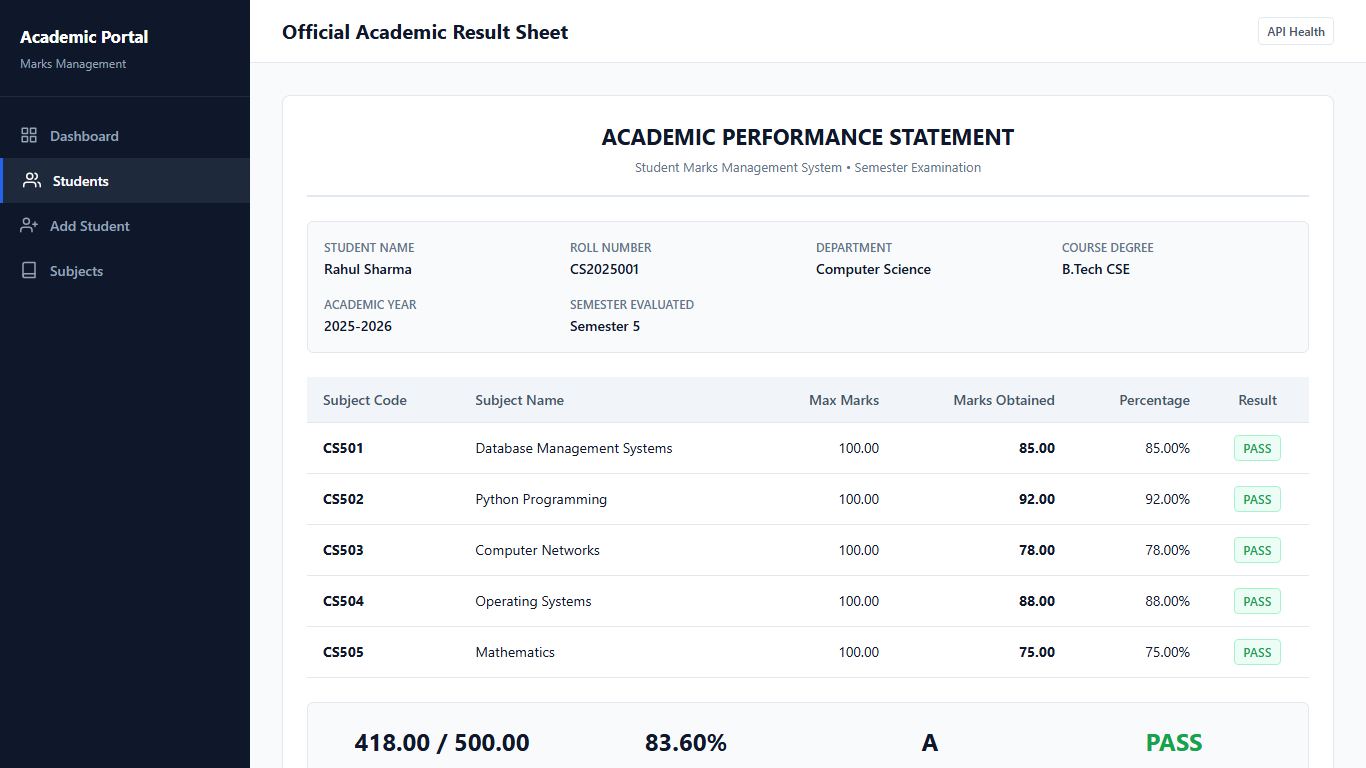 Academic Portal
Marks Management
Dashboard
Students
Add Student
Subjects
Official Academic Result Sheet
API Health
ACADEMIC PERFORMANCE STATEMENT
Student Marks Management System • Semester Examination
STUDENT NAME ROLL NUMBER DEPARTMENT COURSE DEGREE
Rahul Sharma CS2025001 Computer Science B.Tech CSE
ACADEMIC YEAR SEMESTER EVALUATED
2025-2026 Semester 5
Subject Code Subject Name Max Marks Marks Obtained Percentage Result
CS501 Database Management Systems 100.00 85.00 85.00% PASS
CS502 Python Programming 100.00 92.00 92.00% PASS
CS503 Computer Networks 100.00 78.00 78.00% PASS
CS504 Operating Systems 100.00 88.00 88.00% PASS
CS505 Mathematics 100.00 75.00 75.00% PASS
418.00 / 500.00 83.60% A PASS